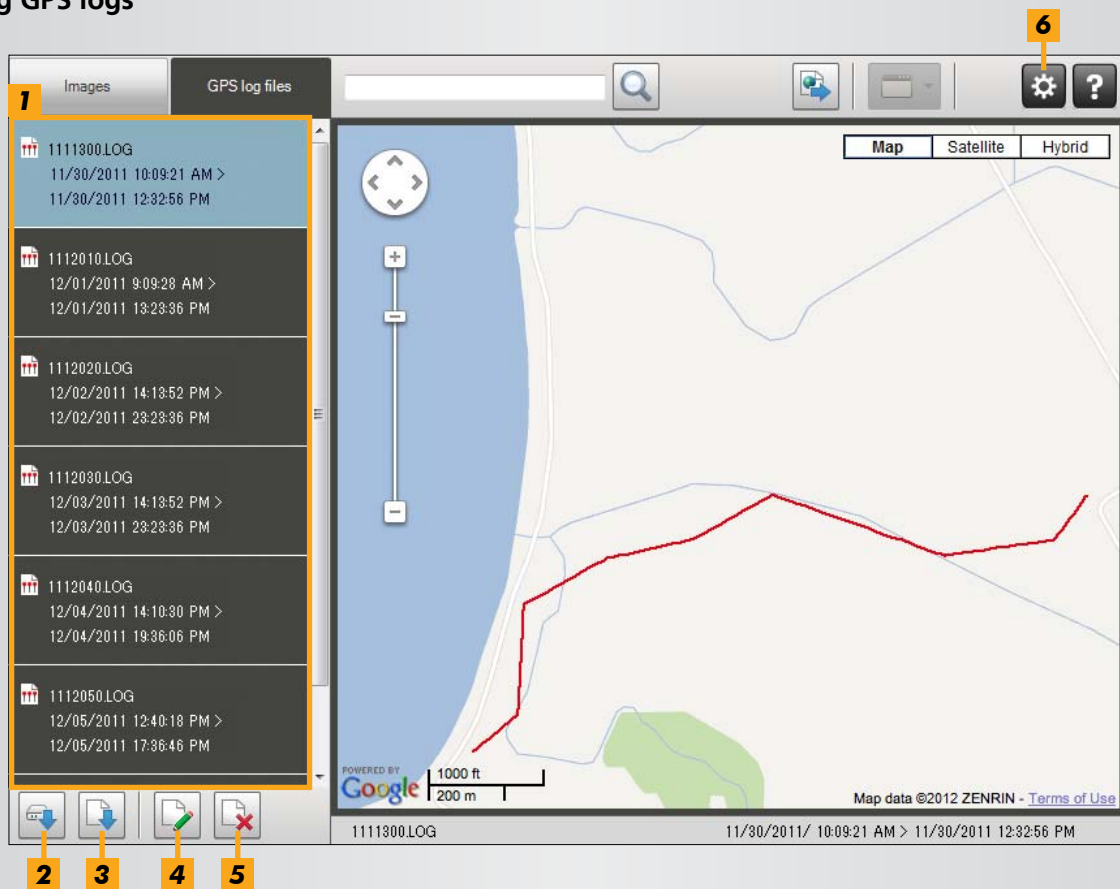 g GPS logs
6
Images
GPS log files
?
1
Map
Satellite
Hybrid
1111300.LOG
11/30/2011 10:09:21 AM >
11/30/2011 12:32:56 PM
1112010.LOG
12/01/2011 9:09:28 AM >
12/01/2011 13:23:36 PM
1112020.LOG
12/02/2011 14:13:52 PM >
12/02/2011 23:23:36 PM
1112030.LOG
12/03/2011 14:13:52 PM >
12/03/2011 23:23:36 PM
1112040.LOG
12/04/2011 14:10:30 PM >
12/04/2011 19:36:06 PM
1112050.LOG
12/05/2011 12:40:18 PM >
12/05/2011 17:36:46 PM
POWERED BY
Google
1000 ft
200 m
Map data ©2012 ZENRIN - Terms of Use
1111300.LOG
11/30/2011/ 10:09:21 AM > 11/30/2011 12:32:56 PM
2
3
4
5